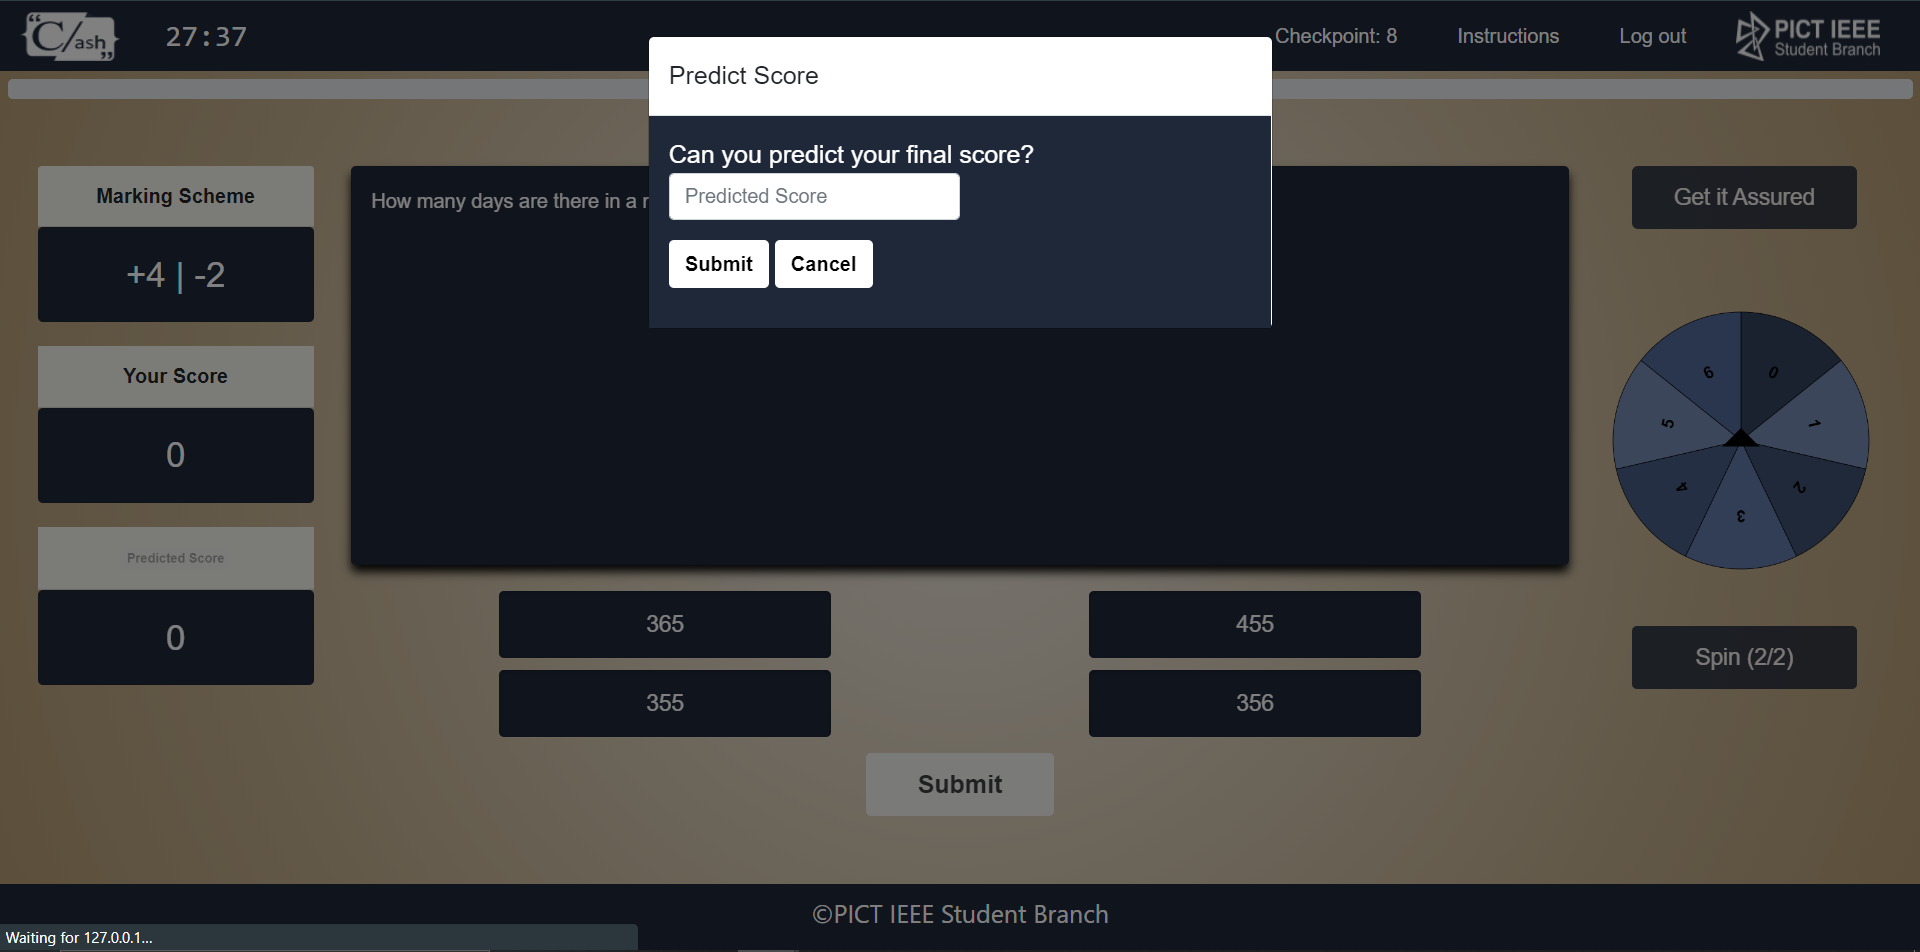 “C/ash„
27:37
Checkpoint: 8
Instructions
Log out
PICT IEEE
Student Branch
Predict Score
Can you predict your final score?
Predicted Score
Submit
Cancel
Marking Scheme
+4 | -2
Your Score
0
Predicted Score
0
How many days are there in a
Get it Assured
0
1
2
3
4
5
6
Spin (2/2)
365
455
355
356
Submit
©PICT IEEE Student Branch
Waiting for 127.0.0.1...